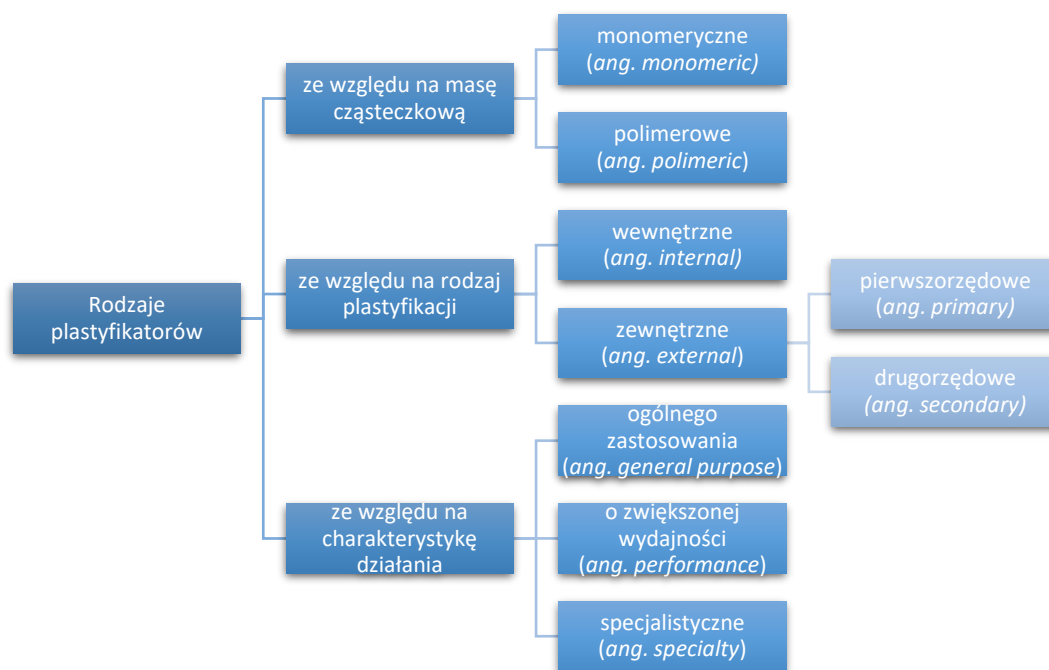 Rodzaje
plastyfikatorów
ze względu na masę
cząsteczkową
monomeryczne
(ang. monomeric)
polimerowe
(ang. polimeric)
ze względu na rodzaj
plastyfikacji
wewnętrzne
(ang. internal)
zewnętrzne
(ang. external)
pierwszorzędowe
(ang. primary)
drugorzędowe
(ang. secondary)
ze względu na
charakterystykę
działania
ogólnego
zastosowania
(ang. general purpose)
o zwiększonej
wydajności
(ang. performance)
specjalistyczne
(ang. specialty)